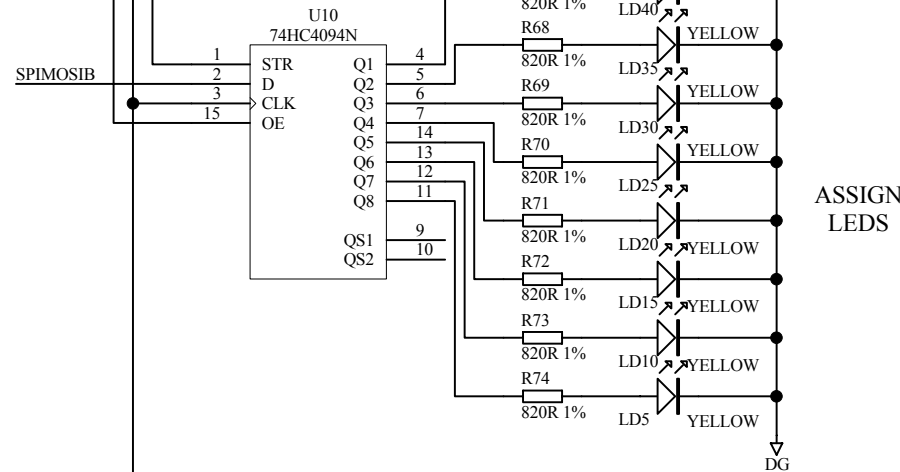 U10
74HC4094N
SPIMOSIB
1
2
3
15
STR
D
CLK
OE
Q1
Q2
Q3
Q4
Q5
Q6
Q7
Q8
QS1
QS2
4
5
6
7
14
13
12
11
9
10
820R 1%
LD40
R68
YELLOW
820R 1%
LD35
R69
YELLOW
820R 1%
LD30
R70
YELLOW
820R 1%
LD25
R71
820R 1%
LD20
YELLOW
R72
820R 1%
LD15
YELLOW
R73
820R 1%
LD10
YELLOW
R74
820R 1%
LD5
YELLOW
ASSIGN
LEDS
DG